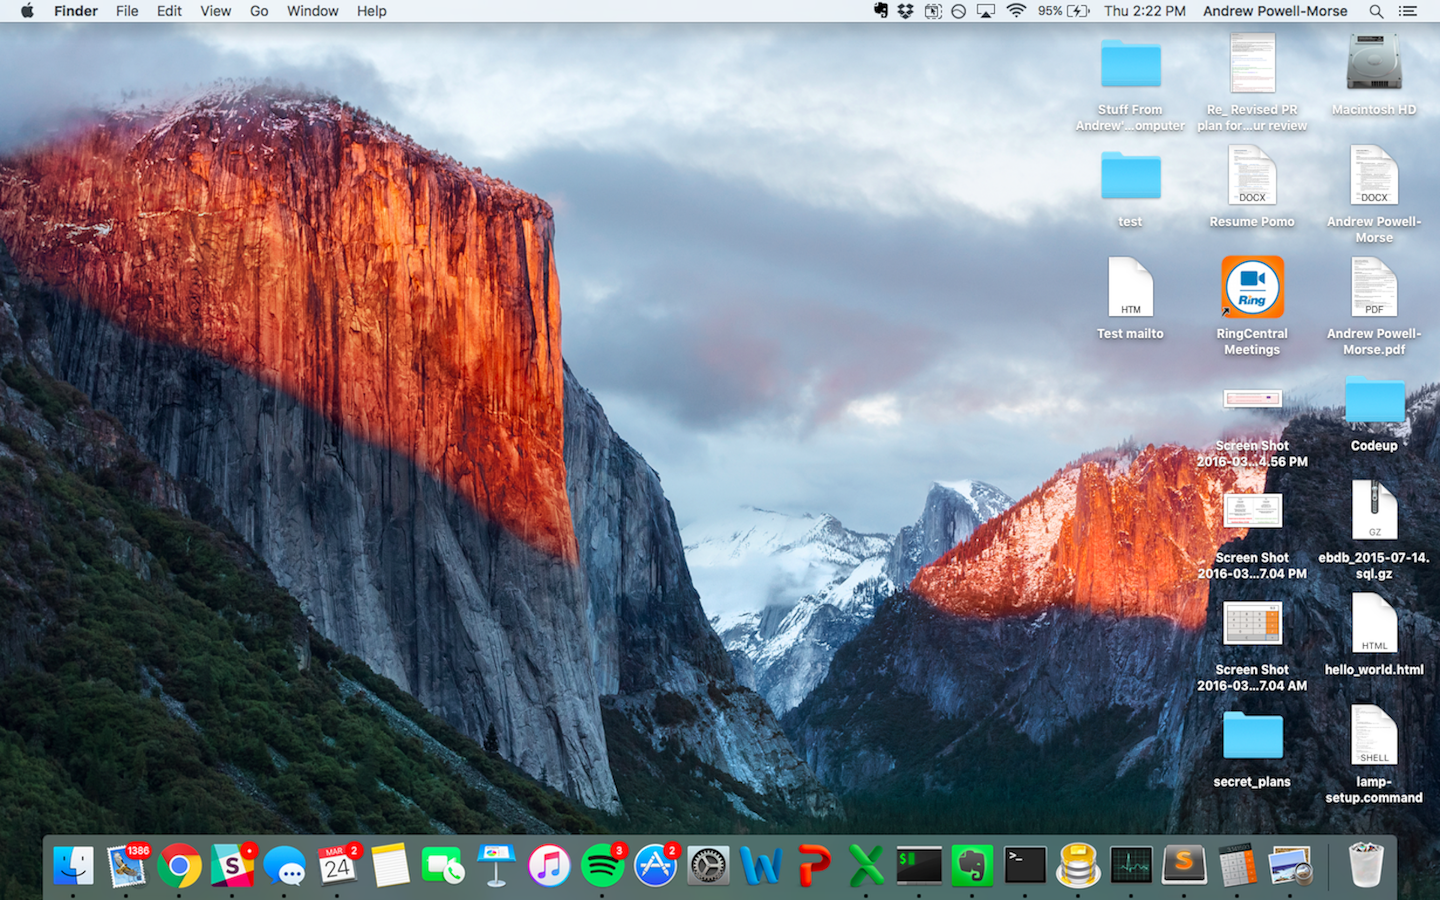 Finder File Edit View Go Window Help
95% Thu 2:22 PM Andrew Powell-Morse
Stuff From
Andrew'...omputer
Re_ Revised PR
plan for...ur review
Macintosh HD
test
DOCX
Resume Pomo
DOCX
Andrew Powell-
Morse
HTM
Test mailto
Ring
RingCentral
Meetings
PDF
Andrew Powell-
Morse.pdf
Screen Shot
2016-03...4.56 PM
Codeup
Screen Shot
2016-03...7.04 PM
GZ
ebdb_2015-07-14.
sql.gz
Screen Shot
2016-03...7.04 AM
HTML
hello_world.html
secret_plans
SHELL
lamp-
setup.command
1386
S
MAR
24
2
3
2
W
P
X
$
>_
S